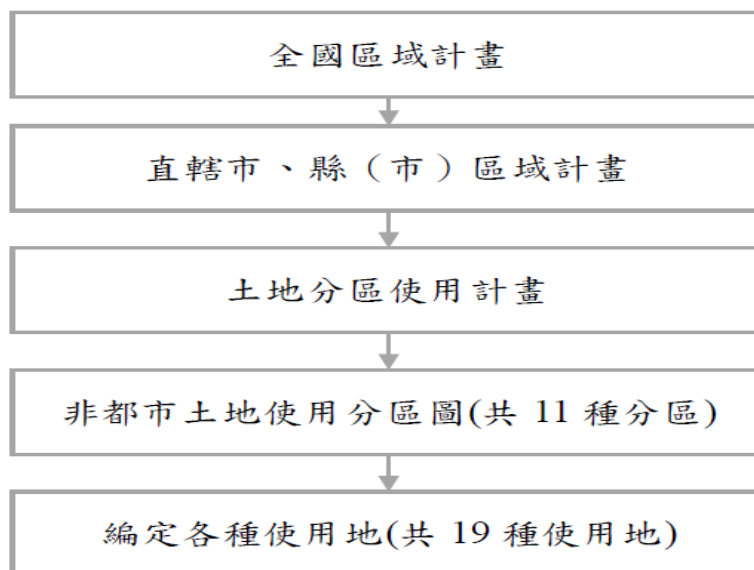 全國區域計畫
直轄市、縣（市）區域計畫
土地分區使用計畫
非都市土地使用分區圖(共 11 種分區)
編定各種使用地(共 19 種使用地)